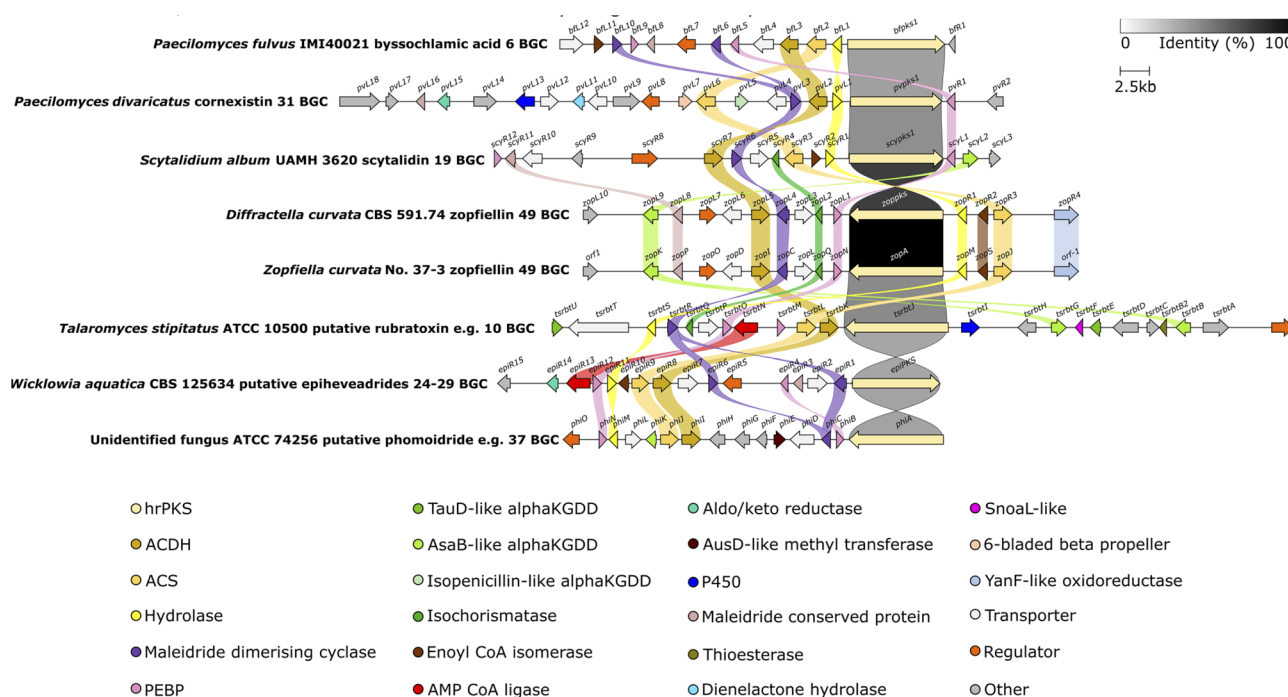 0 Identity (%) 100
2.5kb
bfL12 bfL11 bfL10 bfL9 bfL8 bfL7 bfL6 bfL5 bfL4 bfL3 bfL2 bfL1 bfpks1 bfR1
Paecilomyces fulvus IMI40021 byssochlamic acid 6 BGC
pvL18 pvL17 pvL16 pvL15 pvL14 pvL13 pvL12 pvL11 pvL10 pvL9 pvL8 pvL7 pvL6 pvL5 pvL4 pvL3 pvL2 pvL1 pvpks1 pvR1 pvR2
Paecilomyces divaricatus cornexistin 31 BGC
scyR12 scyR11 scyR10 scyR9 scyR8 scyR7 scyR6 scyR5 scyR4 scyR3 scyR2 scyR1 scypks1 scyL1 scyL2 scyL3
Scytalidium album UAMH 3620 scytalidin 19 BGC
zopL10 zopL9 zopL8 zopL7 zopL6 zopL5 zopL4 zopL3 zopL2 zopL1 zoppks zopR1 zopR2 zopR3 zopR4
Diffractella curvata CBS 591.74 zopfiellin 49 BGC
orf1 zopK zopP zopO zopD zopI zopC zopL zopQ zopN zopA zopM zopS zopJ orf-1
Zopfiella curvata No. 37-3 zopfiellin 49 BGC
tsrbtU tsrbtT tsrbtS tsrbtR tsrbtQ tsrbtP tsrbtO tsrbtN tsrbtM tsrbtL tsrbtK tsrbtJ tsrbtI tsrbtH tsrbtG tsrbtF tsrbtE tsrbtD tsrbtC tsrbtB2 tsrbtB tsrbtA
Talaromyces stipitatus ATCC 10500 putative rubratoxin e.g. 10 BGC
epiR15 epiR14 epiR13 epiR12 epiR11 epiR10 epiR9 epiR8 epiR7 epiR6 epiR5 epiR4 epiR3 epiR2 epiR1 epiPKS
Wicklowia aquatica CBS 125634 putative epiheveadrides 24-29 BGC
phiO phiN phiM phiL phiK phiJ phiI phiH phiG phiF phiE phiD phiC phiB phiA
Unidentified fungus ATCC 74256 putative phomoidride e.g. 37 BGC
hrPKS
ACDH
ACS
Hydrolase
Maleidride dimerising cyclase
PEBP
TauD-like alphaKGDD
AsaB-like alphaKGDD
Isopenicillin-like alphaKGDD
Isochorismatase
Enoyl CoA isomerase
AMP CoA ligase
Aldo/keto reductase
AusD-like methyl transferase
P450
Maleidride conserved protein
Thioesterase
Dienelactone hydrolase
SnoaL-like
6-bladed beta propeller
YanF-like oxidoreductase
Transporter
Regulator
Other